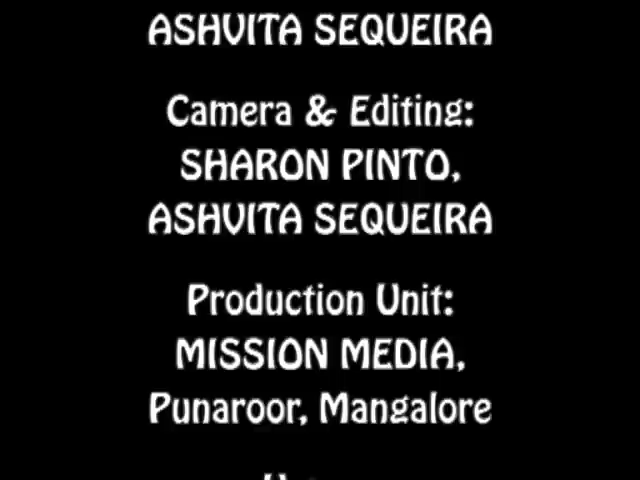 ASHVITA SEQUEIRA
Camera & Editing:
SHARON PINTO,
ASHVITA SEQUEIRA
Production Unit:
MISSION MEDIA,
Punaroor, Mangalore